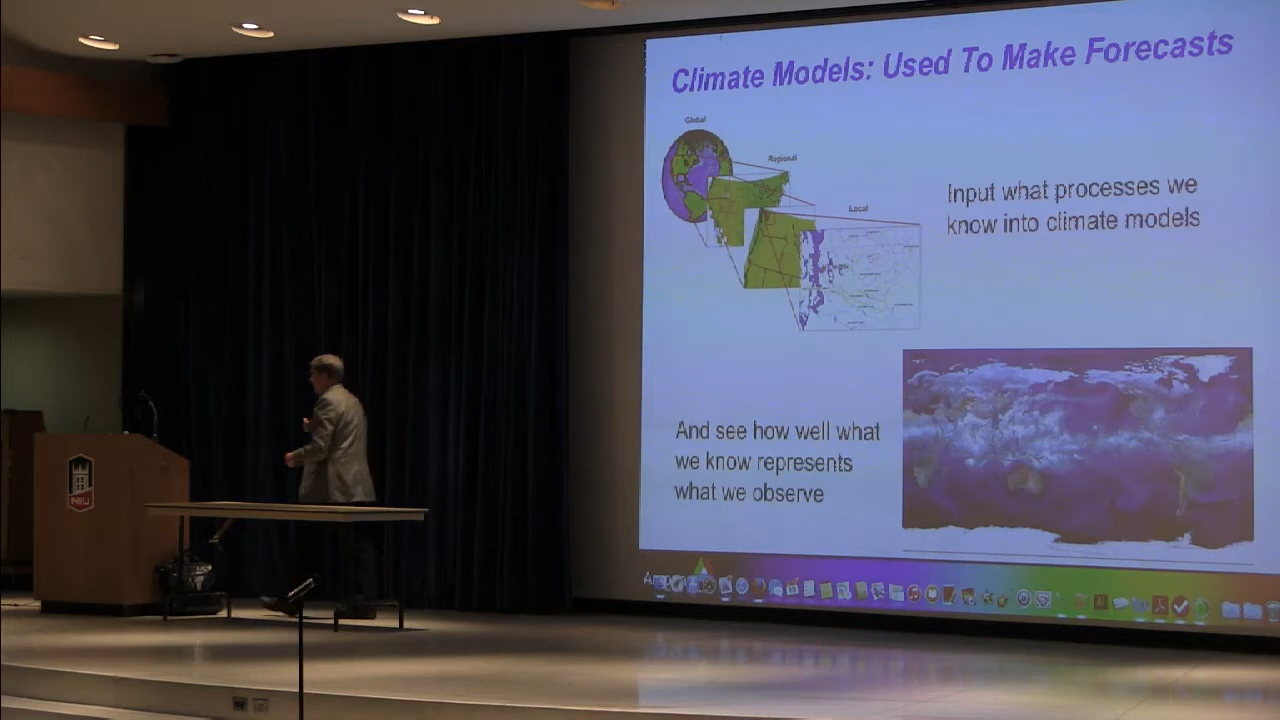 Climate Models: Used To Make Forecasts
Global
Regional
Local
Input what processes we
know into climate models
And see how well what
we know represents
what we observe
NIU